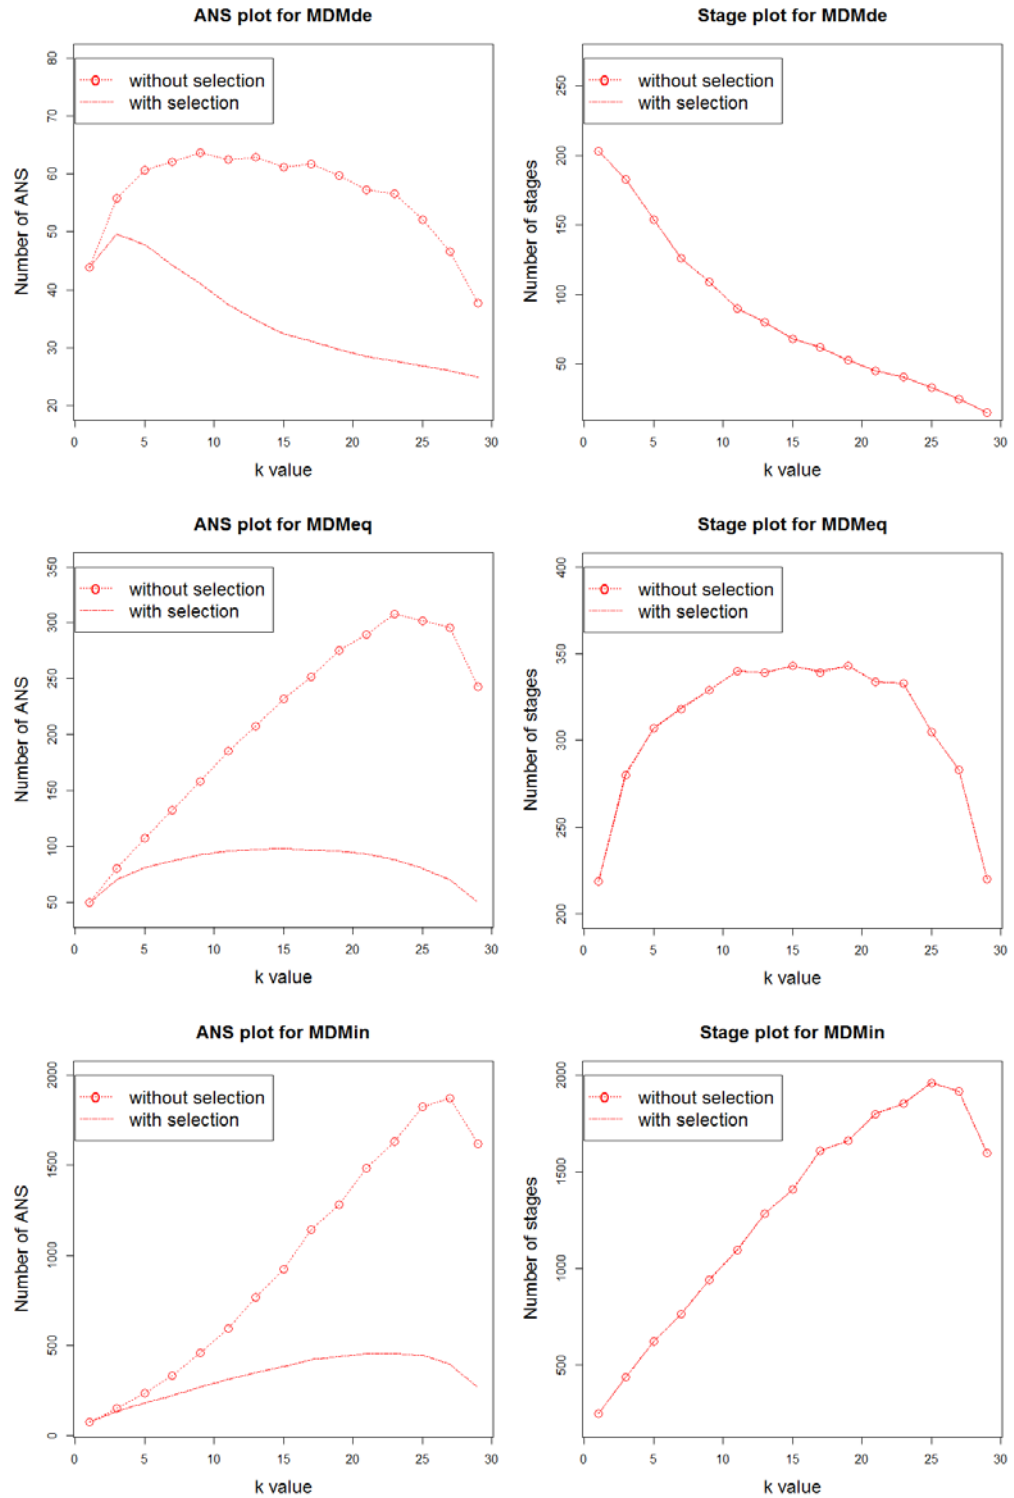 ANS plot for MDMde
Number of ANS
80
70
60
50
40
30
20
without selection
with selection
0 5 10 15 20 25 30
k value
Stage plot for MDMde
Number of stages
250
200
150
100
50
without selection
with selection
0 5 10 15 20 25 30
k value
ANS plot for MDMeq
Number of ANS
350
300
250
200
150
100
50
without selection
with selection
0 5 10 15 20 25 30
k value
Stage plot for MDMeq
Number of stages
400
350
300
250
200
without selection
with selection
0 5 10 15 20 25 30
k value
ANS plot for MDMin
Number of ANS
2000
1500
1000
500
0
without selection
with selection
0 5 10 15 20 25 30
k value
Stage plot for MDMin
Number of stages
2000
1500
1000
500
without selection
with selection
0 5 10 15 20 25 30
k value